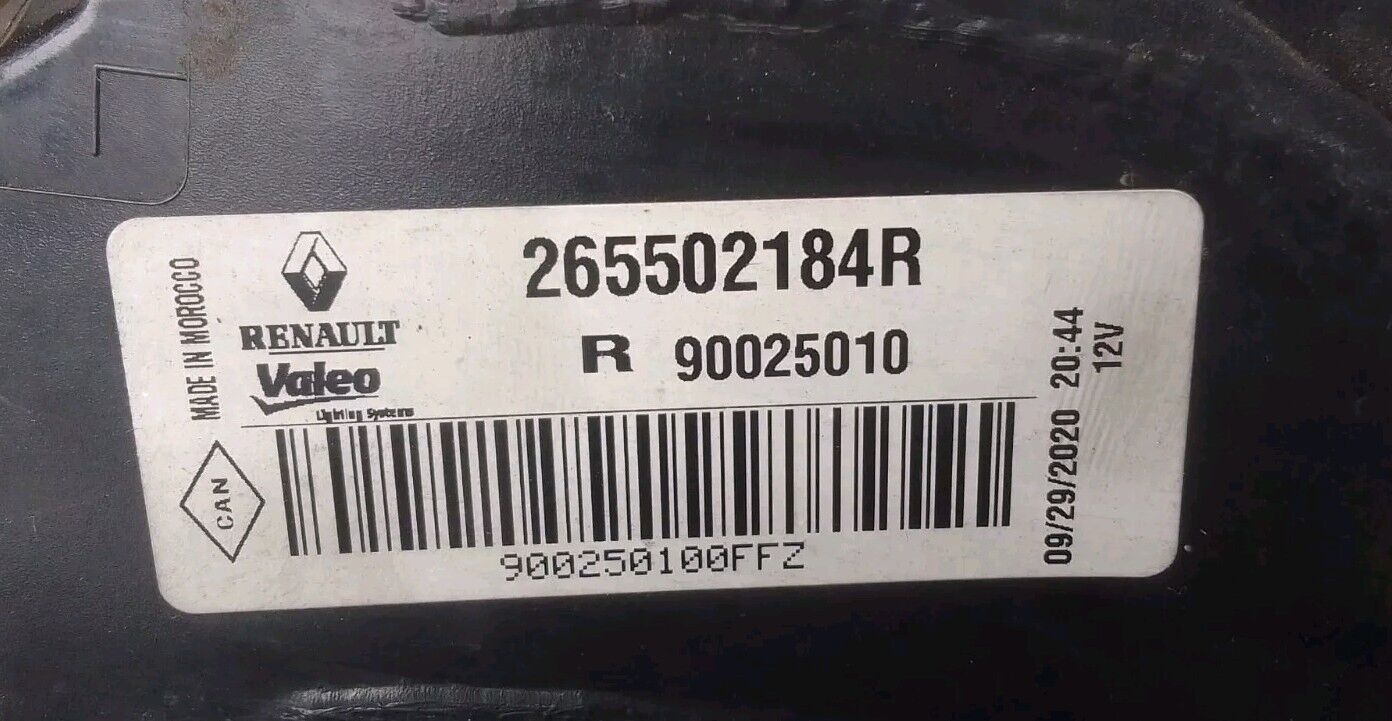 MADE IN MOROCCO
CAN
RENAULT
Valeo
Lighting Systems
265502184R
R 90025010
900250100FFZ
09/29/2020 20:44
12V